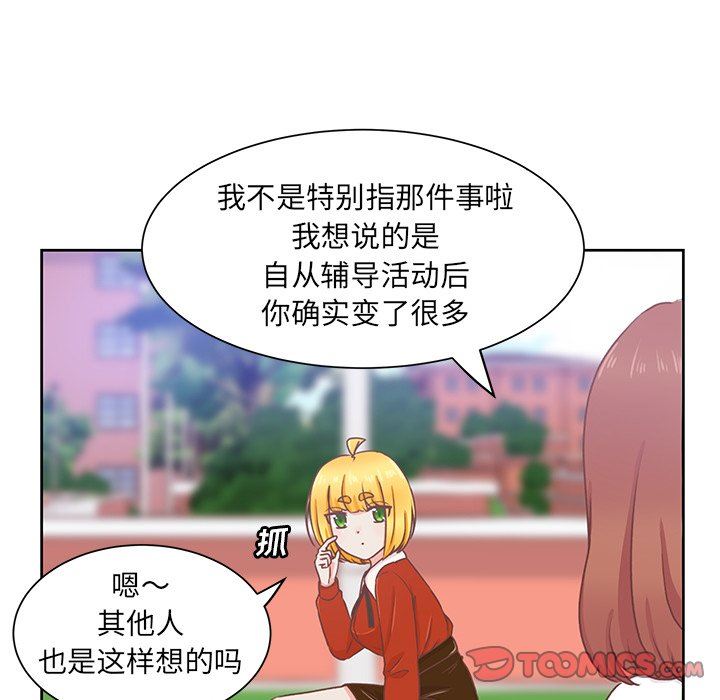 我不是特别指那件事啦
我想说的是
自从辅导活动后
你确实变了很多
抓
嗯～
其他人
也是这样想的吗
TOOMICS.com